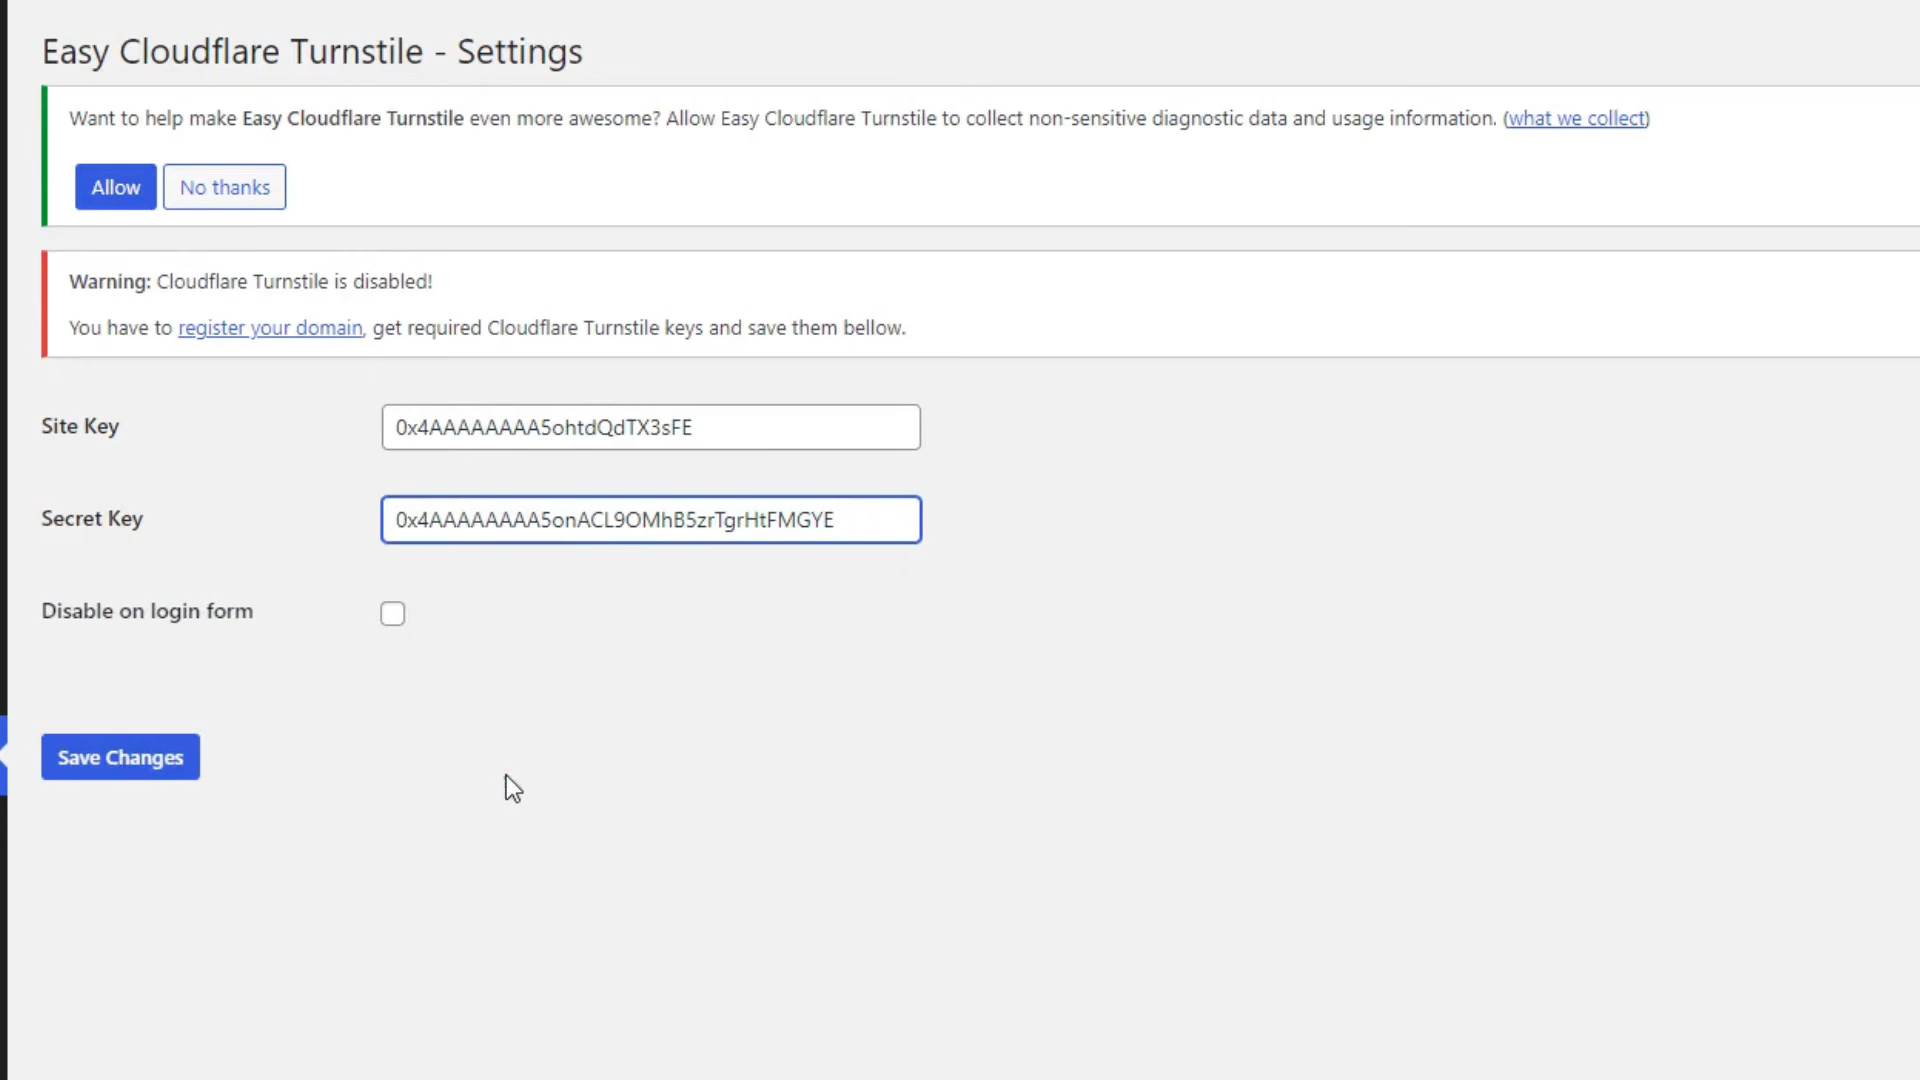 Easy Cloudflare Turnstile - Settings
Want to help make Easy Cloudflare Turnstile even more awesome? Allow Easy Cloudflare Turnstile to collect non-sensitive diagnostic data and usage information. (what we collect)
Allow No thanks
Warning: Cloudflare Turnstile is disabled!
You have to register your domain, get required Cloudflare Turnstile keys and save them bellow.
Site Key 0x4AAAAAAAA5ohtdQdTX3sFE
Secret Key 0x4AAAAAAAA5onACL9OMhB5zrTgrHtFMGYE
Disable on login form
Save Changes